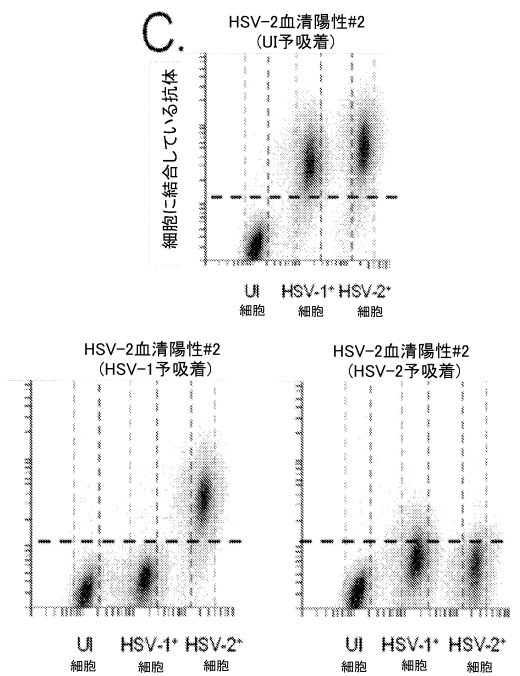 C.
HSV-2血清陽性#2
(UI予吸着)
細胞に結合している抗体
UI HSV-1⁺ HSV-2⁺
細胞 細胞 細胞
HSV-2血清陽性#2
(HSV-1予吸着)
UI HSV-1⁺ HSV-2⁺
細胞 細胞 細胞
HSV-2血清陽性#2
(HSV-2予吸着)
UI HSV-1⁺ HSV-2⁺
細胞 細胞 細胞